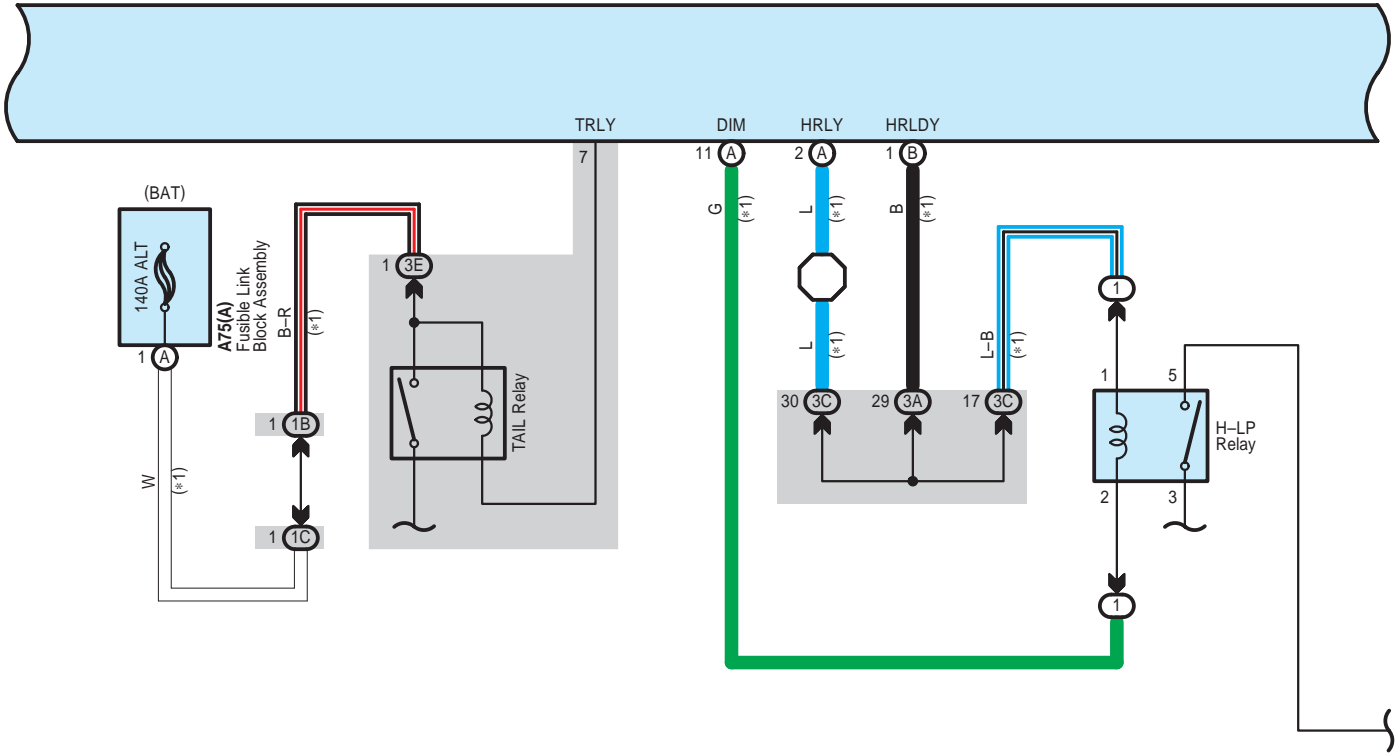 TRLY DIM HRLY HRLDY
7 11 A 2 A 1 B
(BAT)
140A ALT
A75(A)
Fusible Link
Block Assembly
1 A
W
(*1)
B–R
(*1)
1 3E
TAIL Relay
1 1B
1 1C
G
(*1)
L
(*1)
B
(*1)
L
(*1)
L–B
(*1)
30 3C 29 3A 17 3C
1
1 5
H–LP
Relay
2 3
1